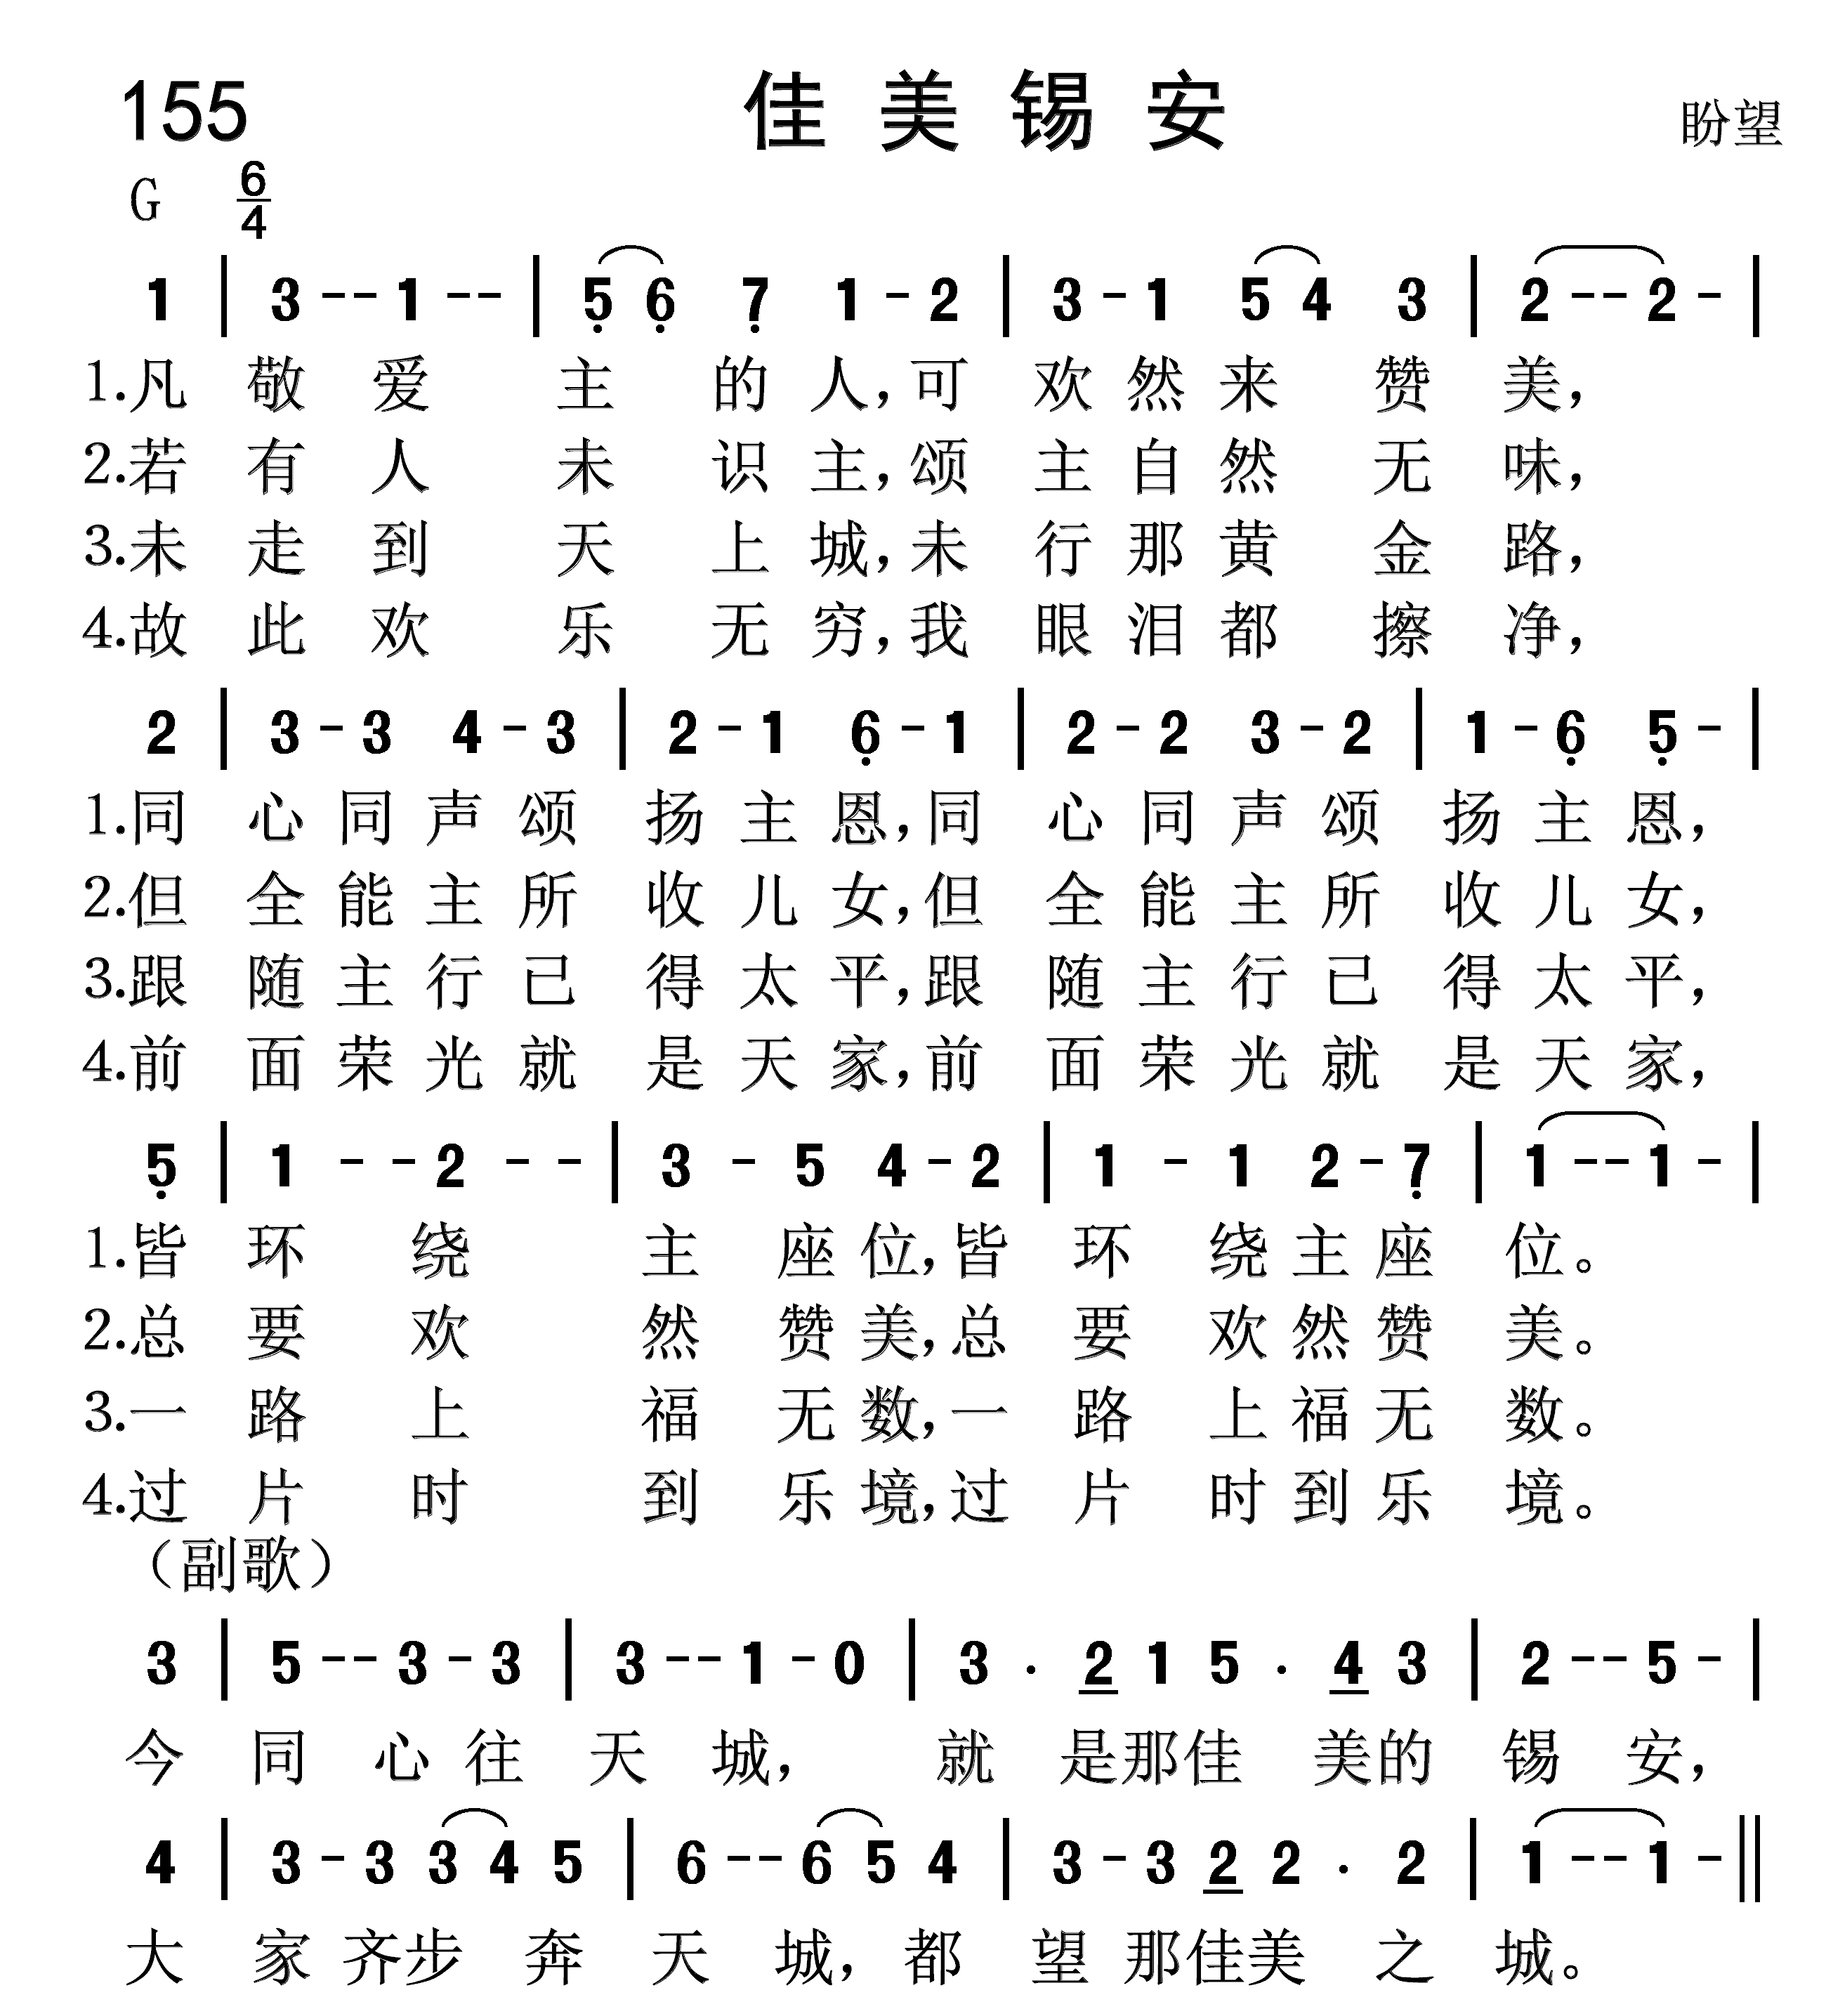 155 佳美锡安 盼望
G 6/4
1 | 3 - - 1 - - | 5̣ 6̣ 7̣ 1 - 2 | 3 - 1 5 4 3 | 2 - - 2 - |
1.凡敬爱主的人,可欢然来赞美,
2.若有人未识主,颂主自然无味,
3.未走到天上城,未行那黄金路,
4.故此欢乐无穷,我眼泪都擦净,
2 | 3 - 3 4 - 3 | 2 - 1 6̣ - 1 | 2 - 2 3 - 2 | 1 - 6̣ 5̣ - |
1.同心同声颂扬主恩,同心同声颂扬主恩,
2.但全能主所收儿女,但全能主所收儿女,
3.跟随主行已得太平,跟随主行已得太平,
4.前面荣光就是天家,前面荣光就是天家,
5̣ | 1 - - 2 - - | 3 - 5 4 - 2 | 1 - 1 2 - 7̣ | 1 - - 1 - |
1.皆环绕主座位,皆环绕主座位。
2.总要欢然赞美,总要欢然赞美。
3.一路上福无数,一路上福无数。
4.过片时到乐境,过片时到乐境。
（副歌）
3 | 5 - - 3 - 3 | 3 - - 1 - 0 | 3 · 2̲ 1 5 · 4̲ 3 | 2 - - 5 - |
今同心往天城,就是那佳美的锡安,
4 | 3 - 3 3 4 5 | 6 - - 6 5 4 | 3 - 3 2̲ 2 · 2 | 1 - - 1 - ||
大家齐步奔天城,都望那佳美之城。